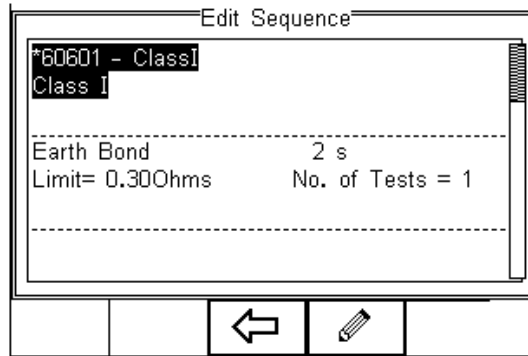 Edit Sequence
*60601 - ClassI
Class I
Earth Bond 2 s
Limit= 0.30Ohms No. of Tests = 1